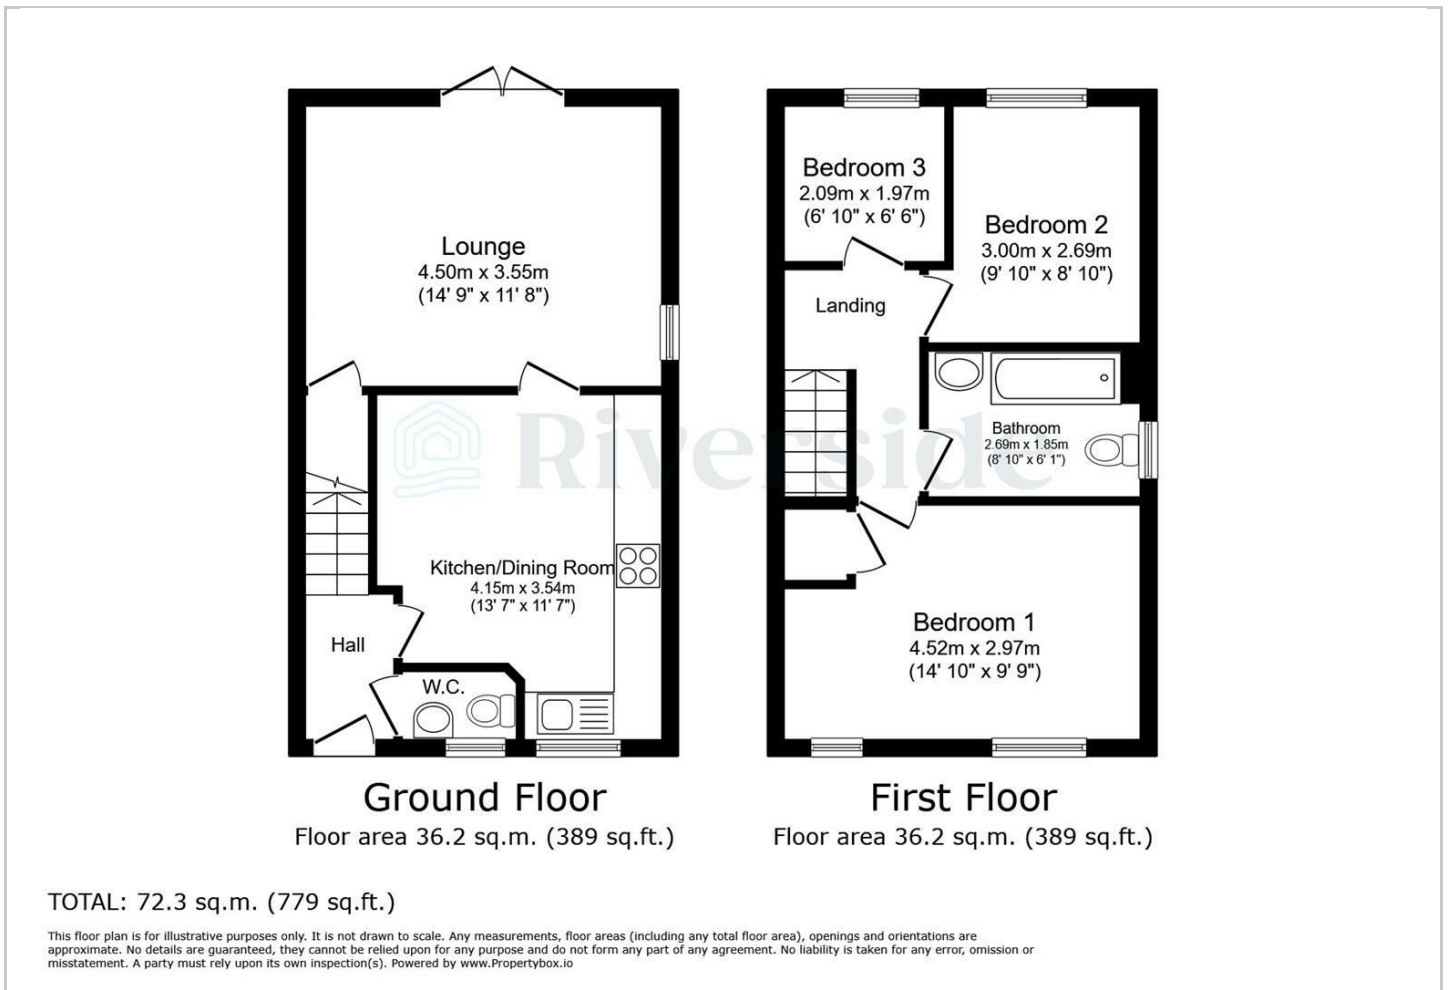 Lounge
4.50m x 3.55m
(14' 9" x 11' 8")
Kitchen/Dining Room
4.15m x 3.54m
(13' 7" x 11' 7")
Hall
W.C.
Ground Floor
Floor area 36.2 sq.m. (389 sq.ft.)
Bedroom 3
2.09m x 1.97m
(6' 10" x 6' 6")
Bedroom 2
3.00m x 2.69m
(9' 10" x 8' 10")
Landing
Bathroom
2.69m x 1.85m
(8' 10" x 6' 1")
Bedroom 1
4.52m x 2.97m
(14' 10" x 9' 9")
First Floor
Floor area 36.2 sq.m. (389 sq.ft.)
Riverside
TOTAL: 72.3 sq.m. (779 sq.ft.)
This floor plan is for illustrative purposes only. It is not drawn to scale. Any measurements, floor areas (including any total floor area), openings and orientations are
approximate. No details are guaranteed, they cannot be relied upon for any purpose and do not form any part of any agreement. No liability is taken for any error, omission or
misstatement. A party must rely upon its own inspection(s). Powered by www.Propertybox.io